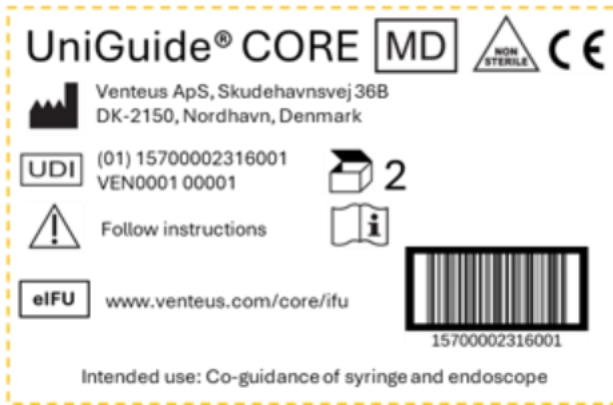 UniGuide® CORE MD NON STERILE CE
Venteus ApS, Skudehavnsvej 36B
DK-2150, Nordhavn, Denmark
UDI (01) 15700002316001
VEN0001 00001
2
Follow instructions
i
eIFU www.venteus.com/core/ifu
15700002316001
Intended use: Co-guidance of syringe and endoscope